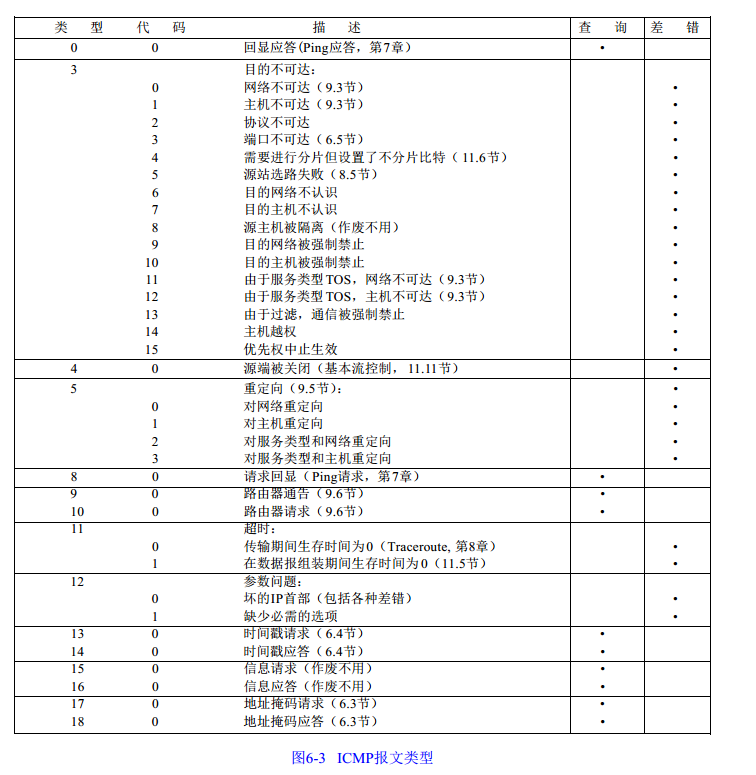 类 型 代 码 描 述 查 询 差 错
0 0 回显应答(Ping应答，第7章) •
3 目的不可达：
0 网络不可达（9.3节） •
1 主机不可达（9.3节） •
2 协议不可达 •
3 端口不可达（6.5节） •
4 需要进行分片但设置了不分片比特（11.6节） •
5 源站选路失败（8.5节） •
6 目的网络不认识 •
7 目的主机不认识 •
8 源主机被隔离（作废不用） •
9 目的网络被强制禁止 •
10 目的主机被强制禁止 •
11 由于服务类型TOS，网络不可达（9.3节） •
12 由于服务类型TOS，主机不可达（9.3节） •
13 由于过滤，通信被强制禁止 •
14 主机越权 •
15 优先权中止生效 •
4 0 源端被关闭（基本流控制，11.11节） •
5 重定向（9.5节）： •
0 对网络重定向 •
1 对主机重定向 •
2 对服务类型和网络重定向 •
3 对服务类型和主机重定向 •
8 0 请求回显（Ping请求，第7章） •
9 0 路由器通告（9.6节） •
10 0 路由器请求（9.6节） •
11 超时：
0 传输期间生存时间为0（Traceroute, 第8章） •
1 在数据报组装期间生存时间为0（11.5节） •
12 参数问题：
0 坏的IP首部（包括各种差错） •
1 缺少必需的选项 •
13 0 时间戳请求（6.4节） •
14 0 时间戳应答（6.4节） •
15 0 信息请求（作废不用） •
16 0 信息应答（作废不用） •
17 0 地址掩码请求（6.3节） •
18 0 地址掩码应答（6.3节） •
图6-3 ICMP报文类型